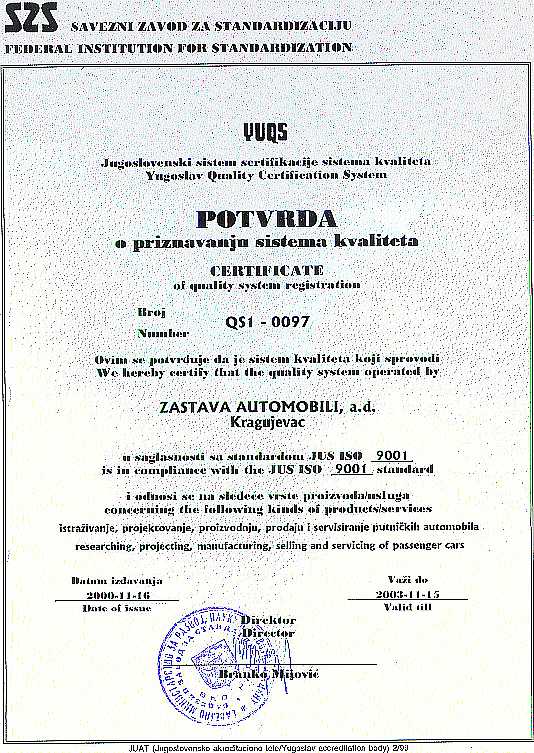 SZS SAVEZNI ZAVOD ZA STANDARDIZACIJU
FEDERAL INSTITUTION FOR STANDARDIZATION
YUQS
Jugoslovenski sistem sertifikacije sistema kvaliteta
Yugoslav Quality Certification System
POTVRDA
o priznavanju sistema kvaliteta
CERTIFICATE
of quality system registration
Broj
Number
QS1 - 0097
Ovim se potvrđuje da je sistem kvaliteta koji sprovodi
We hereby certify that the quality system operated by
ZASTAVA AUTOMOBILI, a.d.
Kragujevac
u saglasnosti sa standardom JUS ISO 9001
is in compliance with the JUS ISO 9001 standard
i odnosi se na sledeće vrste proizvoda/usluga
concerning the following kinds of products/services
istraživanje, projektovanje, proizvodnju, prodaju i servisiranje putničkih automobila
researching, projecting, manufacturing, selling and servicing of passenger cars
Datum izdavanja
2000-11-16
Date of issue
Važi do
2003-11-15
Valid till
Direktor
Director
Branko Mijović
JUAT (Jugoslovensko akreditaciono telo/Yugoslav accreditation body) 2/99